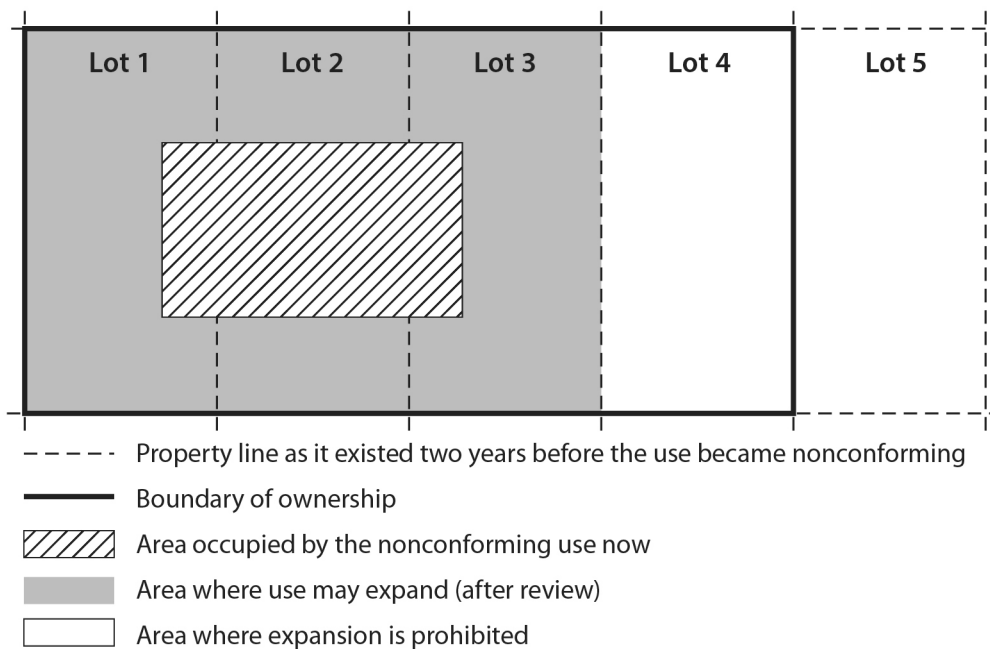 Lot 1 Lot 2 Lot 3 Lot 4 Lot 5
Property line as it existed two years before the use became nonconforming
Boundary of ownership
Area occupied by the nonconforming use now
Area where use may expand (after review)
Area where expansion is prohibited